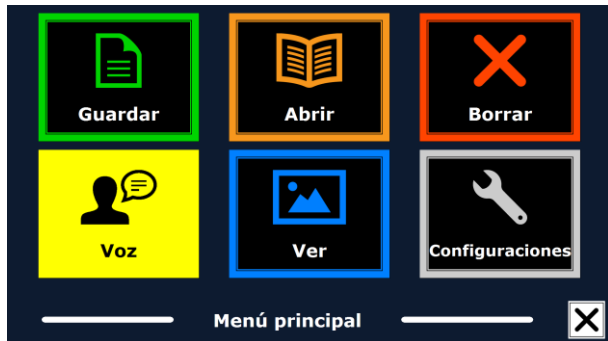 Guardar
Abrir
Borrar
Voz
Ver
Configuraciones
Menú principal